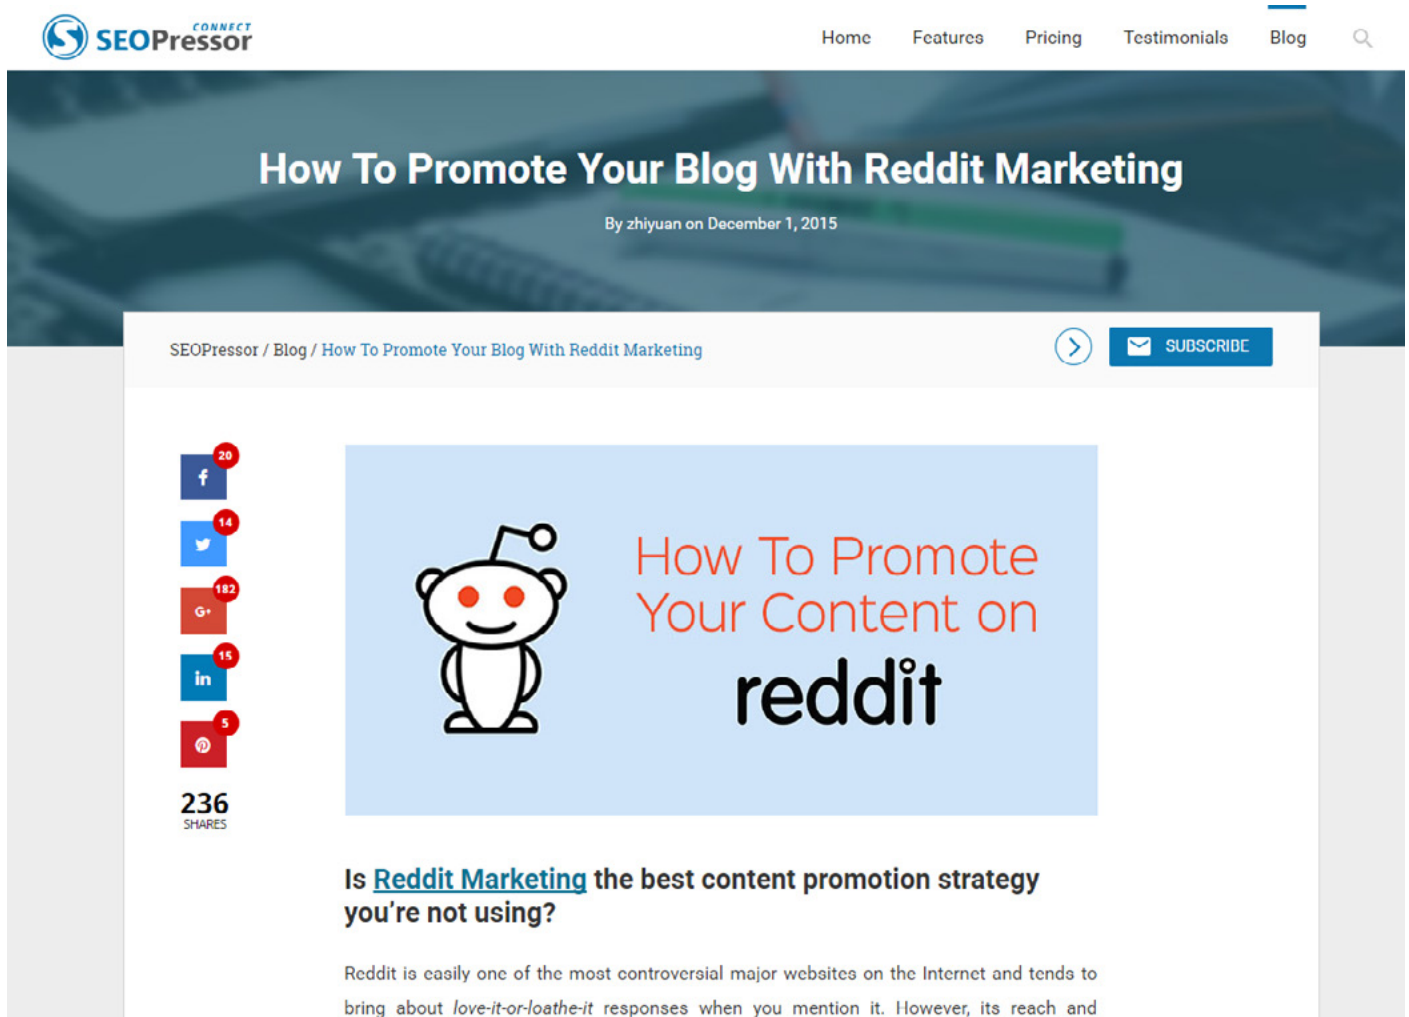 CONNECT
SEOPressor
Home Features Pricing Testimonials Blog
How To Promote Your Blog With Reddit Marketing
By zhiyuan on December 1, 2015
SEOPressor / Blog / How To Promote Your Blog With Reddit Marketing
SUBSCRIBE
20
f
14
182
G+
15
in
5
236
SHARES
How To Promote
Your Content on
reddit
Is Reddit Marketing the best content promotion strategy
you're not using?
Reddit is easily one of the most controversial major websites on the Internet and tends to
bring about love-it-or-loathe-it responses when you mention it. However, its reach and